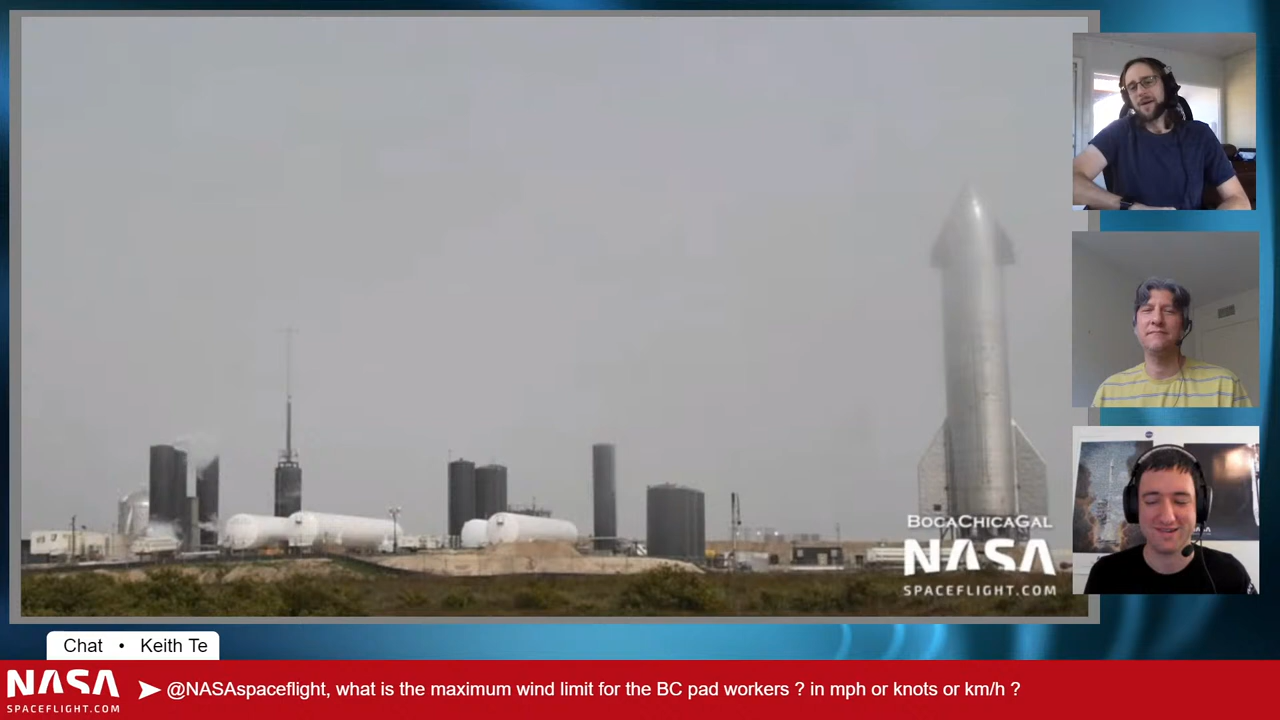 BOCACHICAGAL
NASA
SPACEFLIGHT.COM
Chat • Keith Te
NASA
SPACEFLIGHT.COM
@NASAspaceflight, what is the maximum wind limit for the BC pad workers ? in mph or knots or km/h ?